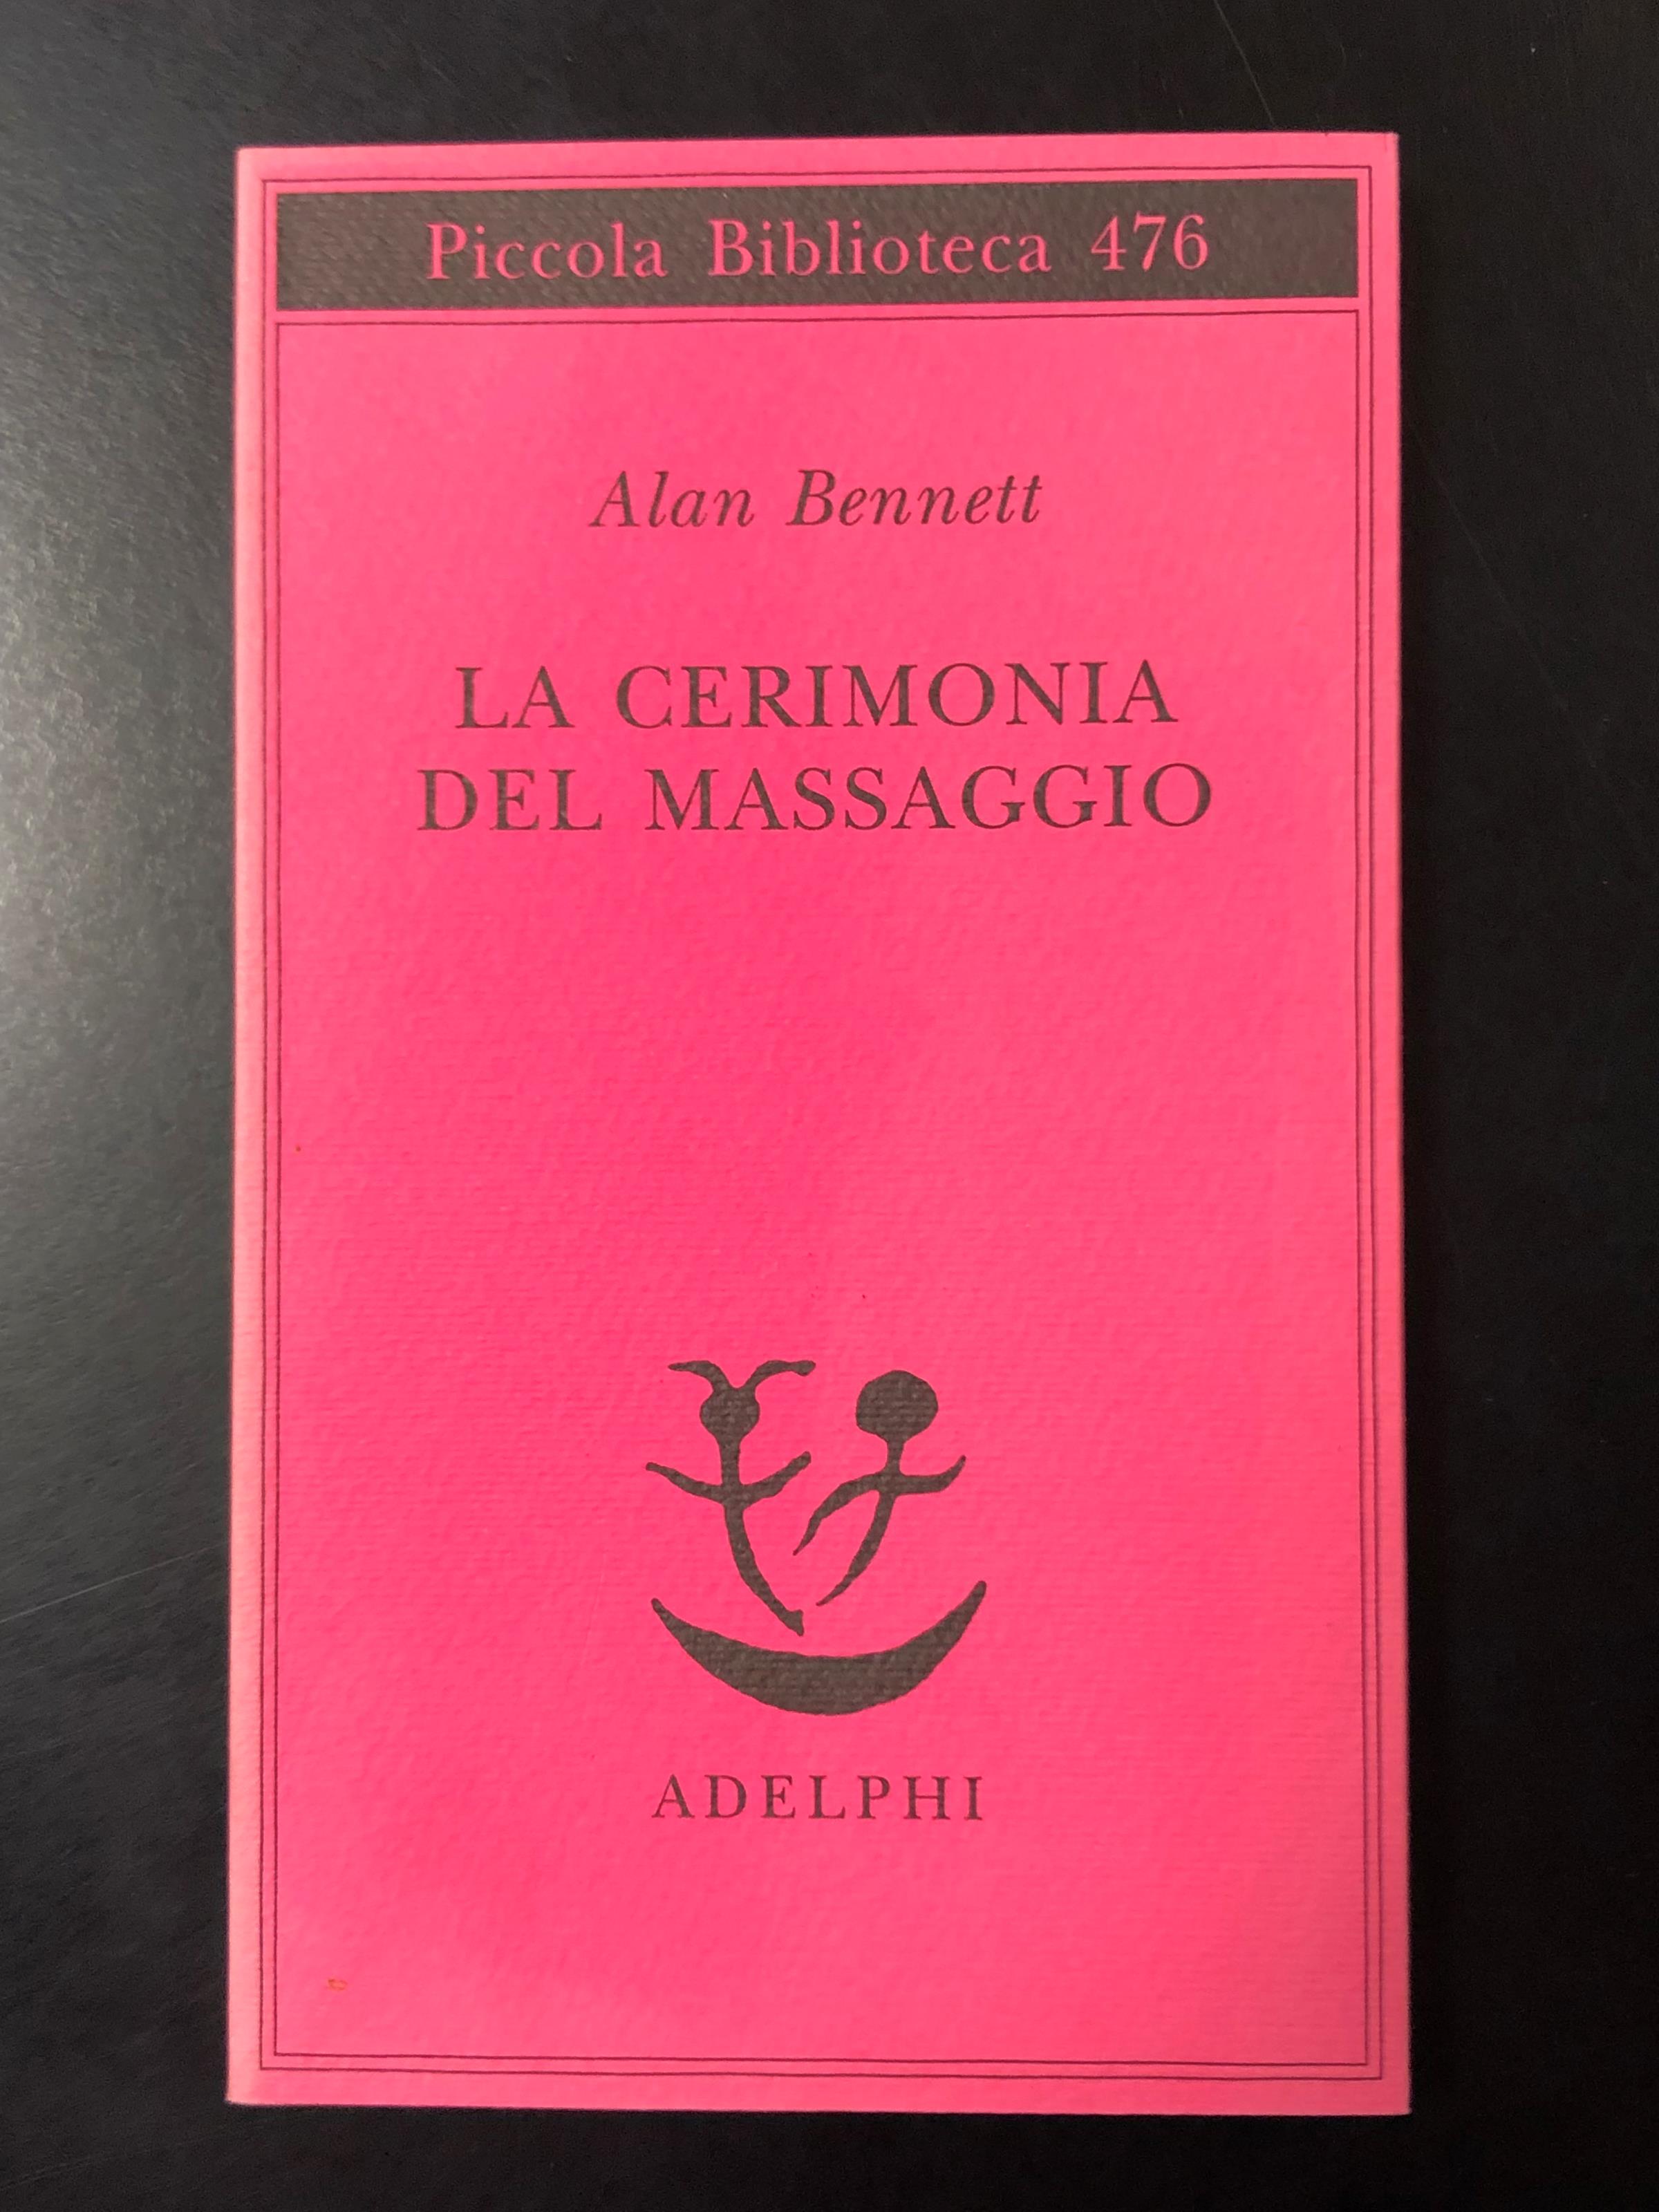 Piccola Biblioteca 476
Alan Bennett
LA CERIMONIA
DEL MASSAGGIO
ADELPHI